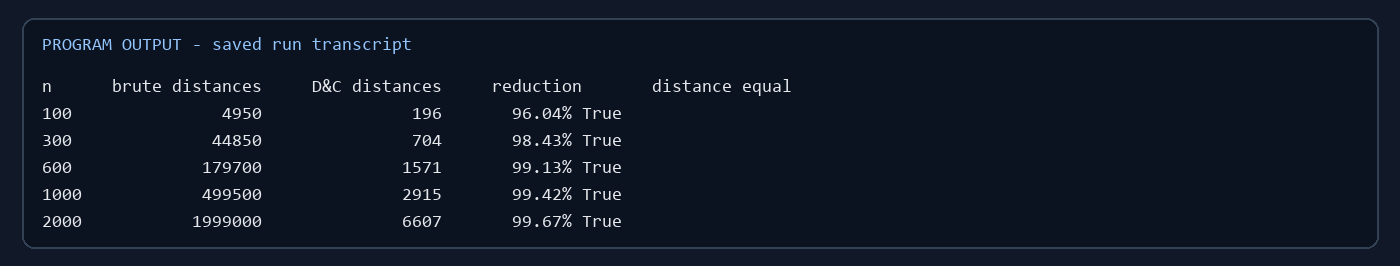 PROGRAM OUTPUT - saved run transcript
n      brute distances     D&C distances     reduction       distance equal
100               4950               196       96.04% True
300              44850               704       98.43% True
600             179700              1571       99.13% True
1000            499500              2915       99.42% True
2000           1999000              6607       99.67% True